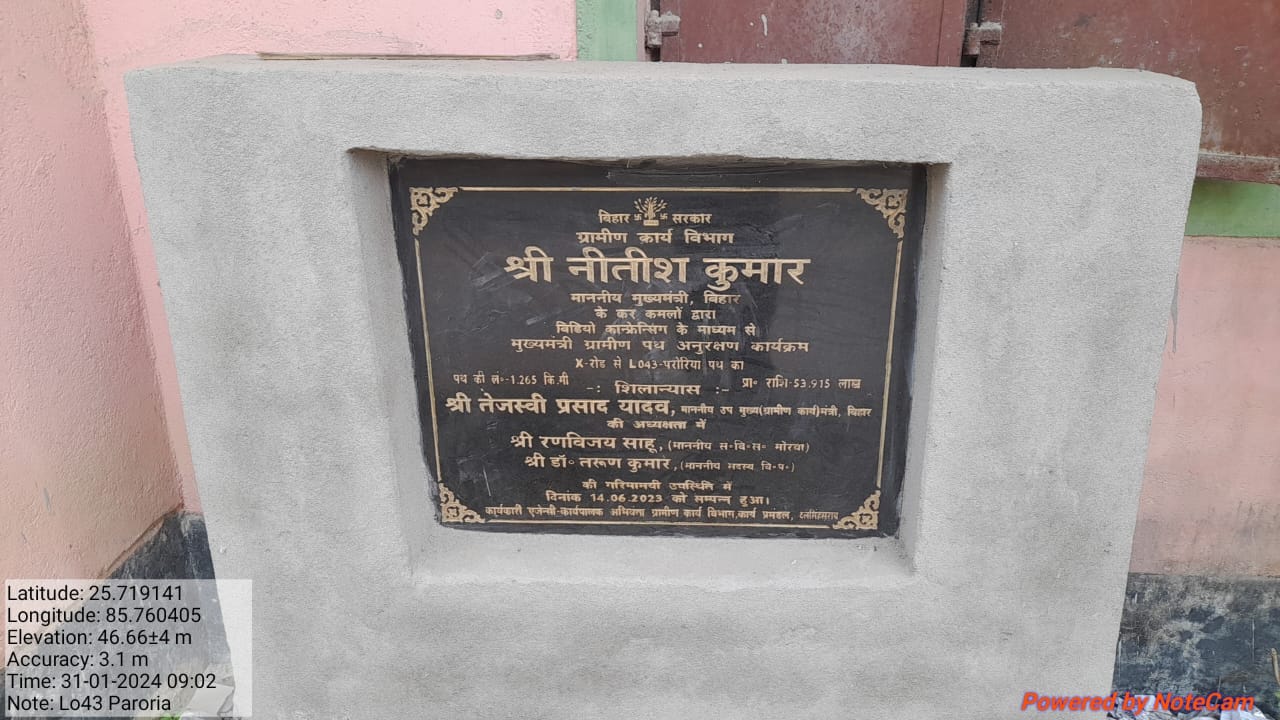 बिहार सरकार
ग्रामीण कार्य विभाग
श्री नीतीश कुमार
माननीय मुख्यमंत्री, बिहार
के कर कमलों द्वारा
विडियो कान्फ्रेन्सिंग के माध्यम से
मुख्यमंत्री ग्रामीण पथ अनुरक्षण कार्यक्रम
X-रोड से L043-परोरिया पथ का
पथ की लं०-1.265 कि.मी प्रा० राशि-53.915 लाख
-: शिलान्यास :-
श्री तेजस्वी प्रसाद यादव, माननीय उप मुख्य(ग्रामीण कार्य)मंत्री, बिहार
की अध्यक्षता में
श्री रणविजय साहू, (माननीय स०वि०स० मोरवा)
श्री डॉ० तरूण कुमार, (माननीय सदस्य वि०प०)
की गरिमामयी उपस्थिति में
दिनांक 14.06.2023 को सम्पन्न हुआ।
कार्यकारी एजेन्सी-कार्यपालक अभियंता ग्रामीण कार्य विभाग,कार्य प्रमंडल, दलसिंहसराय
Latitude: 25.719141
Longitude: 85.760405
Elevation: 46.66±4 m
Accuracy: 3.1 m
Time: 31-01-2024 09:02
Note: Lo43 Paroria
Powered by NoteCam